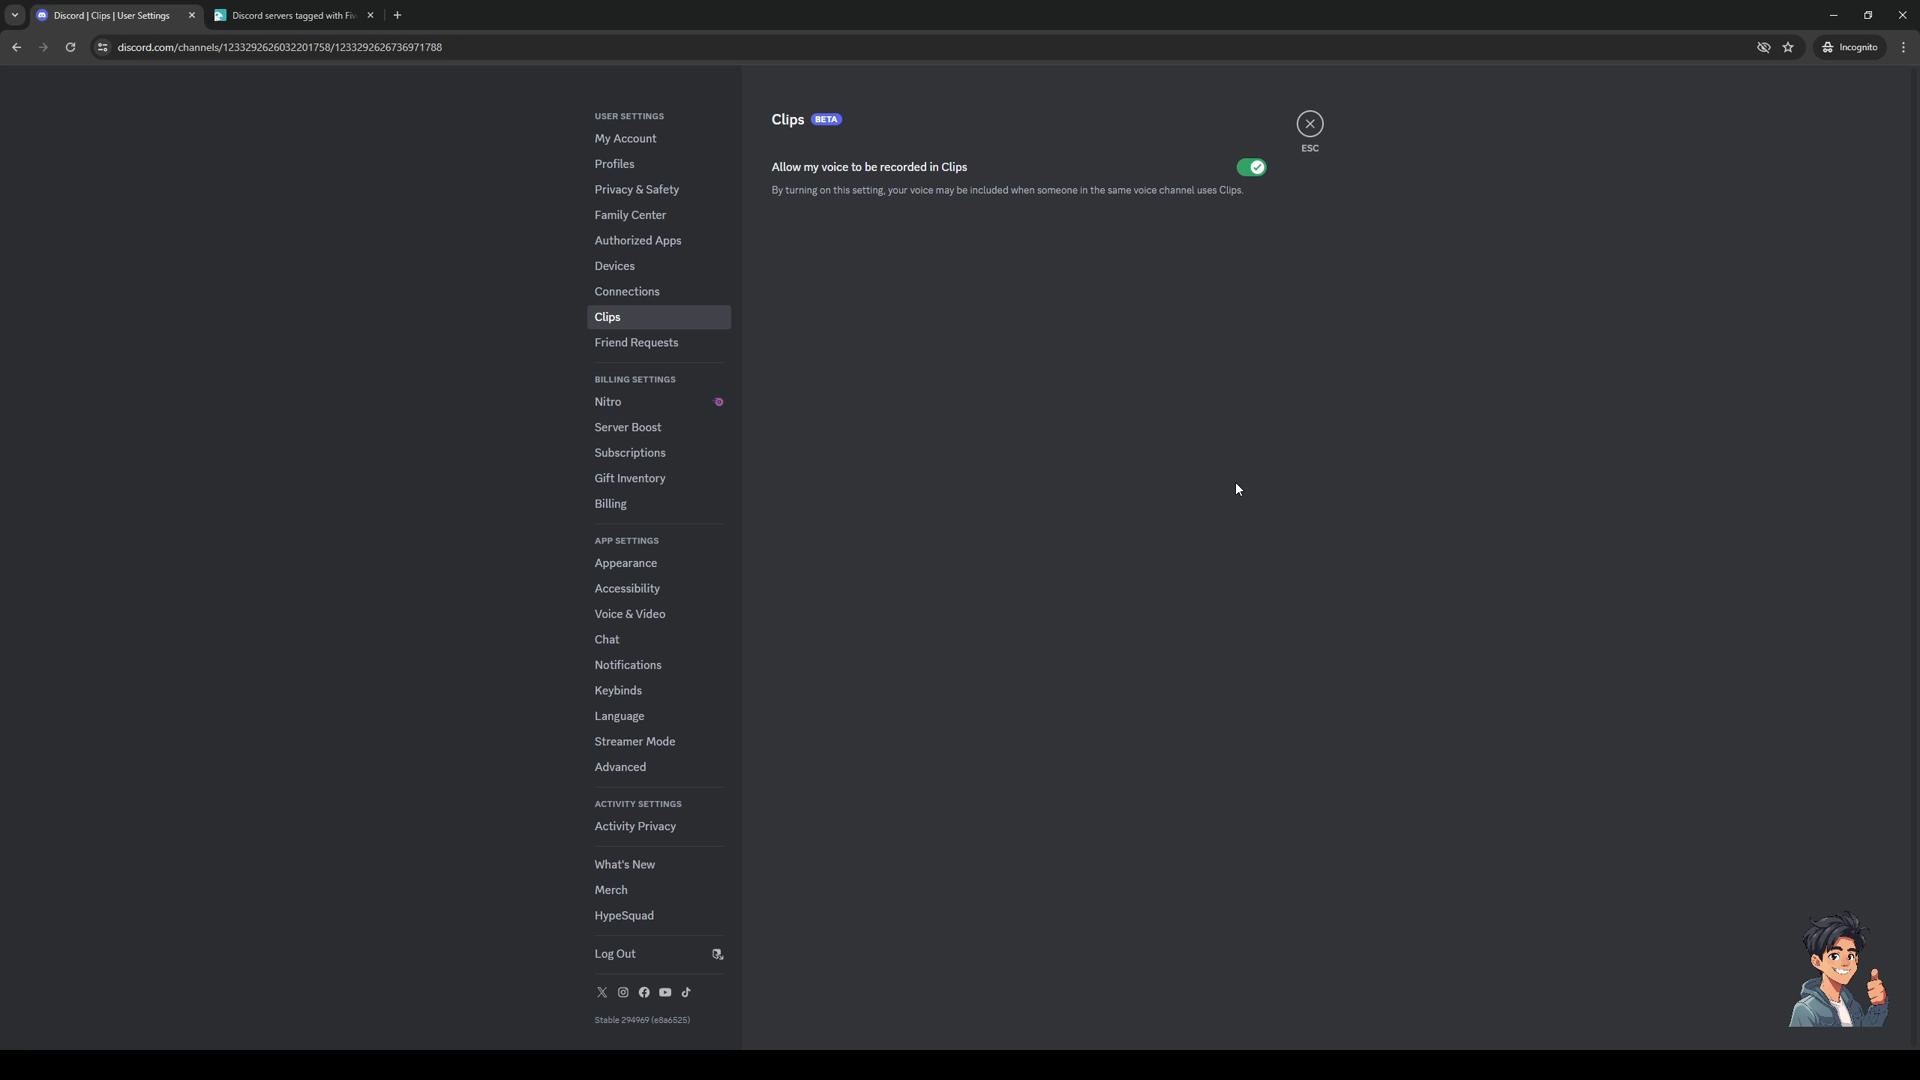 Discord | Clips | User Settings
Discord servers tagged with Fiv
discord.com/channels/1233292626032201758/1233292626736971788
Incognito
USER SETTINGS
My Account
Profiles
Privacy & Safety
Family Center
Authorized Apps
Devices
Connections
Clips
Friend Requests
BILLING SETTINGS
Nitro
Server Boost
Subscriptions
Gift Inventory
Billing
APP SETTINGS
Appearance
Accessibility
Voice & Video
Chat
Notifications
Keybinds
Language
Streamer Mode
Advanced
ACTIVITY SETTINGS
Activity Privacy
What's New
Merch
HypeSquad
Log Out
Stable 294969 (e8a6525)
Clips BETA
ESC
Allow my voice to be recorded in Clips
By turning on this setting, your voice may be included when someone in the same voice channel uses Clips.